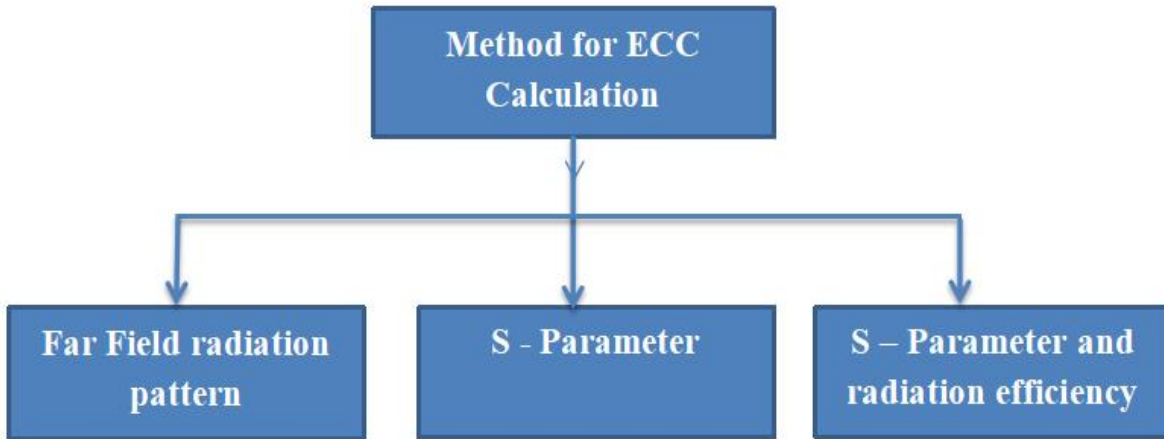 Method for ECC
Calculation
Far Field radiation
pattern
S - Parameter
S – Parameter and
radiation efficiency